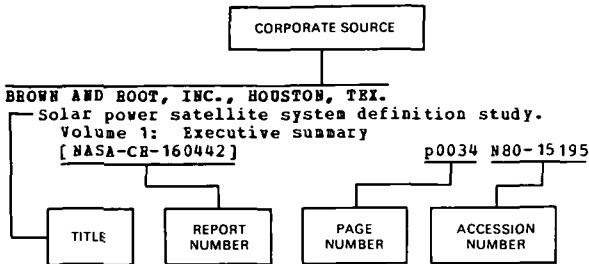 CORPORATE SOURCE
BROWN AND ROOT, INC., HOUSTON, TEX.
Solar power satellite system definition study.
Volume 1: Executive summary
[NASA-CR-160442] p0034 N80-15195
TITLE
REPORT NUMBER
PAGE NUMBER
ACCESSION NUMBER